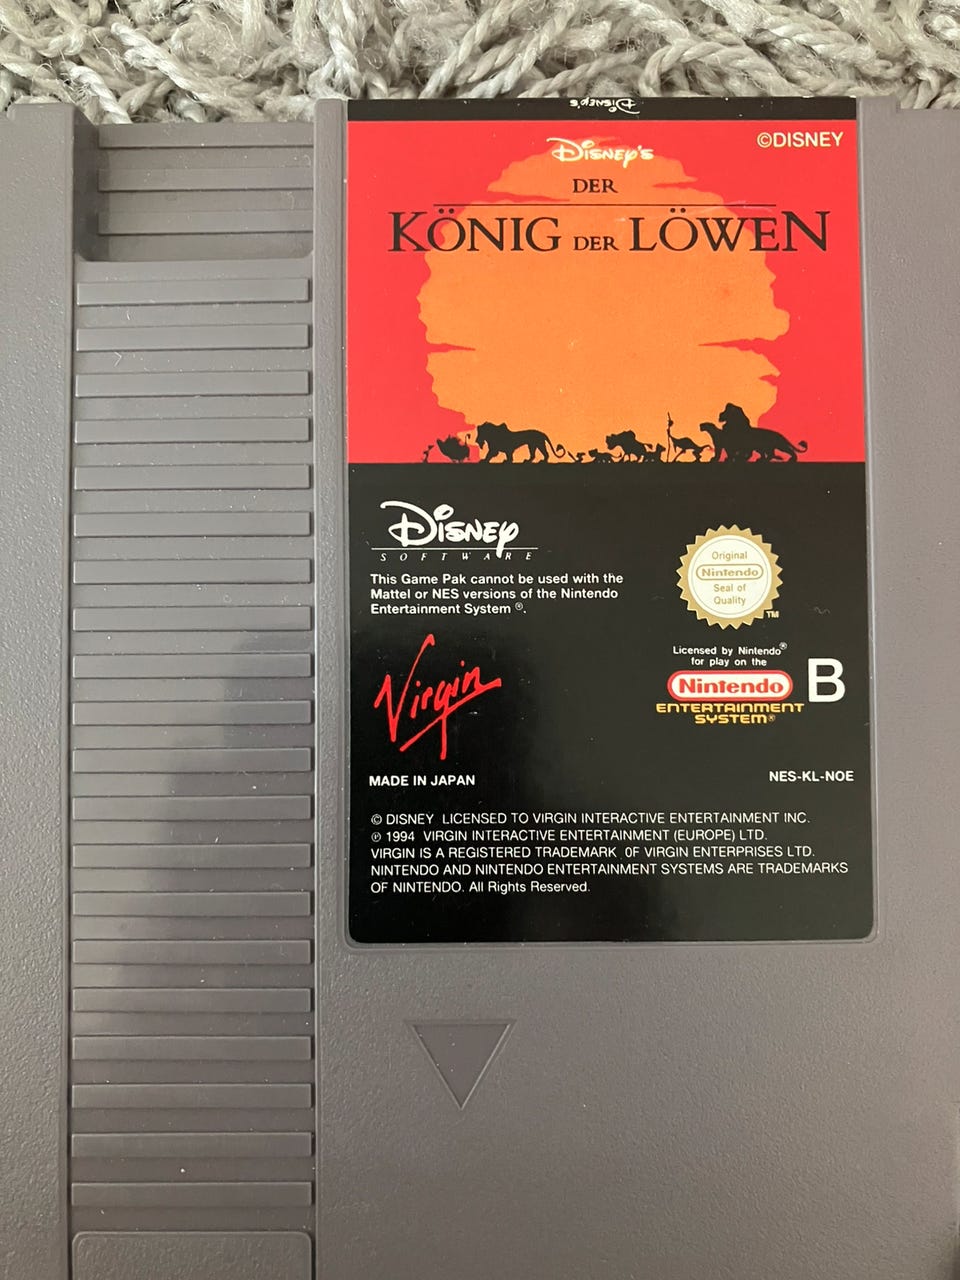 Disney's
©DISNEY
Disney's
DER
KÖNIG DER LÖWEN
Disney
SOFTWARE
This Game Pak cannot be used with the
Mattel or NES versions of the Nintendo
Entertainment System ®.
Original
Nintendo
Seal of
Quality
TM
Licensed by Nintendo®
for play on the
Nintendo
ENTERTAINMENT
SYSTEM®
B
Virgin
MADE IN JAPAN
NES-KL-NOE
© DISNEY LICENSED TO VIRGIN INTERACTIVE ENTERTAINMENT INC.
℗ 1994 VIRGIN INTERACTIVE ENTERTAINMENT (EUROPE) LTD.
VIRGIN IS A REGISTERED TRADEMARK OF VIRGIN ENTERPRISES LTD.
NINTENDO AND NINTENDO ENTERTAINMENT SYSTEMS ARE TRADEMARKS
OF NINTENDO. All Rights Reserved.